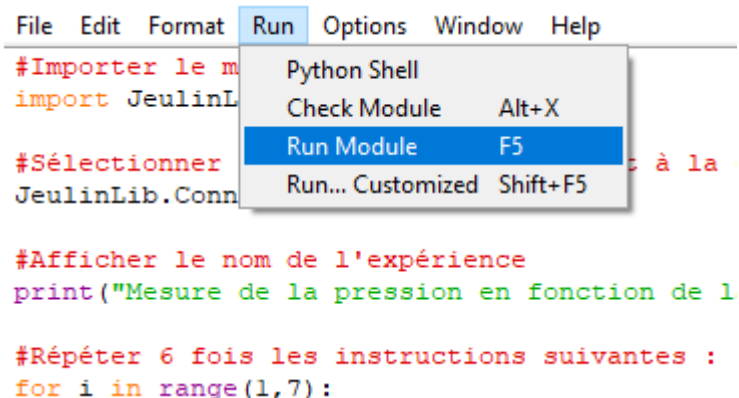 File Edit Format Run Options Window Help
#Importer le m
import JeulinL
Python Shell
Check Module Alt+X
Run Module F5
Run... Customized Shift+F5
#Sélectionner
à la
JeulinLib.Conn
#Afficher le nom de l'expérience
print("Mesure de la pression en fonction de l
#Répéter 6 fois les instructions suivantes :
for i in range(1,7):